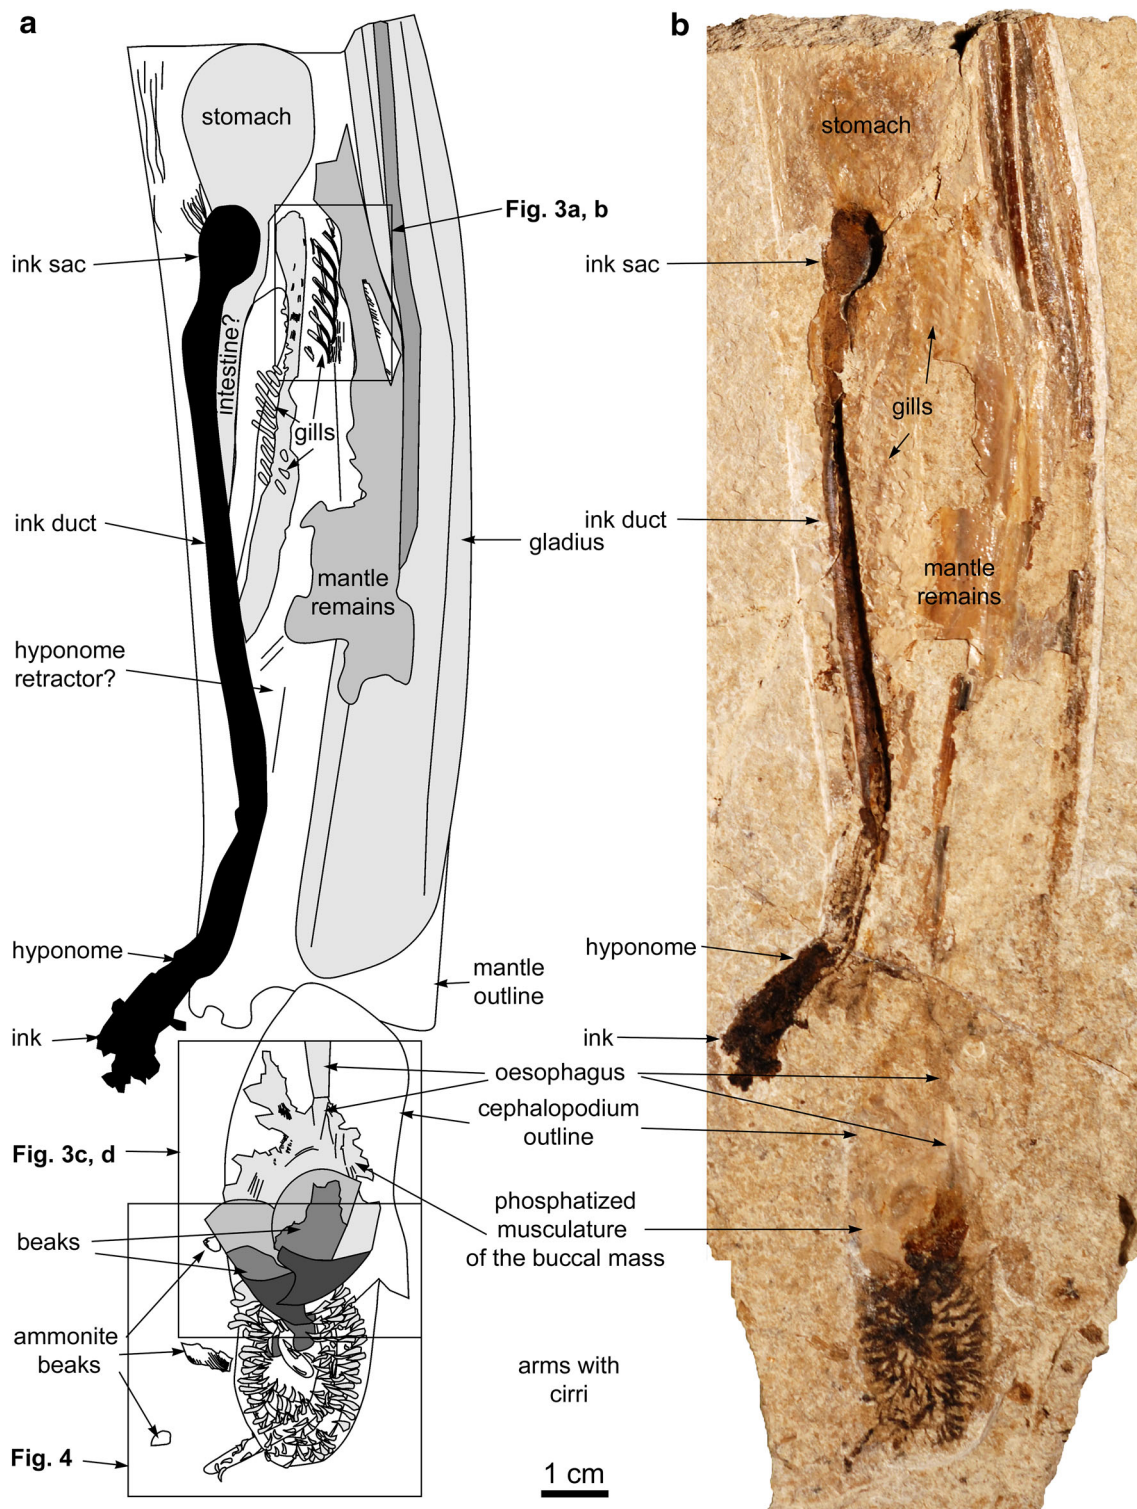 a
b
stomach
stomach
Fig. 3a, b
ink sac
ink sac
intestine?
gills
gills
ink duct
ink duct
gladius
mantle
remains
mantle
remains
hyponome
retractor?
hyponome
hyponome
mantle
outline
ink
ink
oesophagus
cephalopodium
outline
Fig. 3c, d
phosphatized
musculature
of the buccal mass
beaks
ammonite
beaks
arms with
cirri
Fig. 4
1 cm